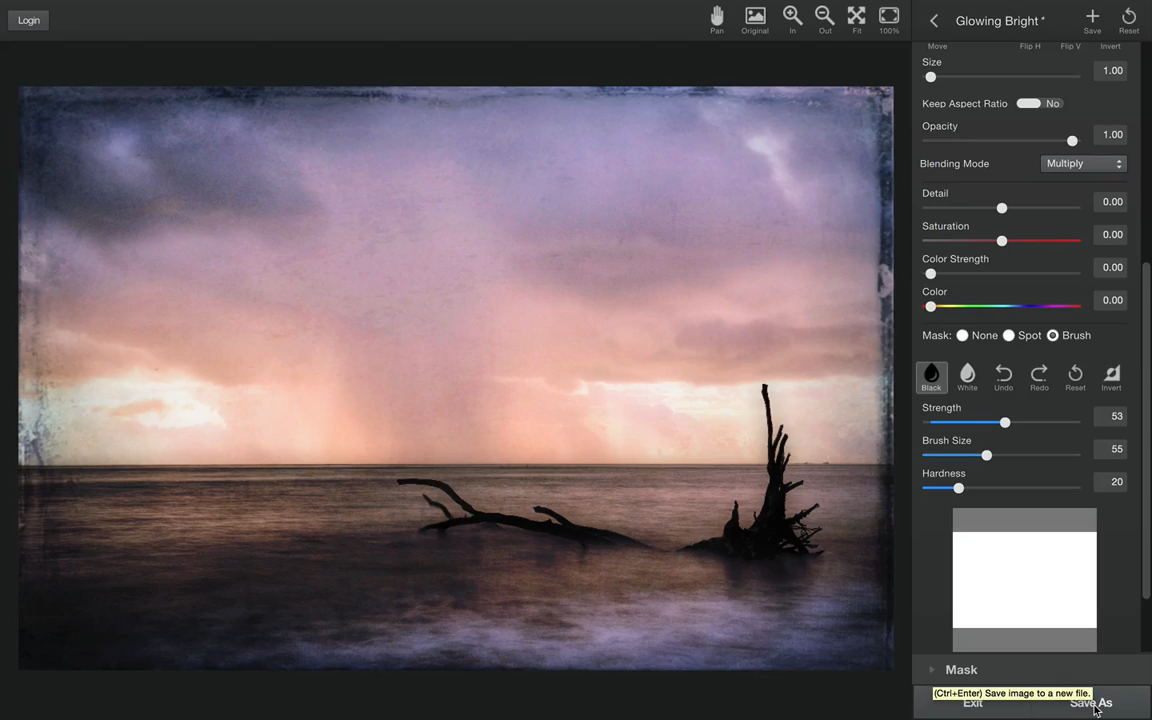 Login
Pan
Original
In
Out
Fit
100%
Glowing Bright *
Save
Reset
Move
Flip H
Flip V
Invert
Size
1.00
Keep Aspect Ratio
No
Opacity
1.00
Blending Mode
Multiply
Detail
0.00
Saturation
0.00
Color Strength
0.00
Color
0.00
Mask:
None
Spot
Brush
Black
White
Undo
Redo
Reset
Invert
Strength
53
Brush Size
55
Hardness
20
Mask
(Ctrl+Enter) Save image to a new file.
Exit
Save As